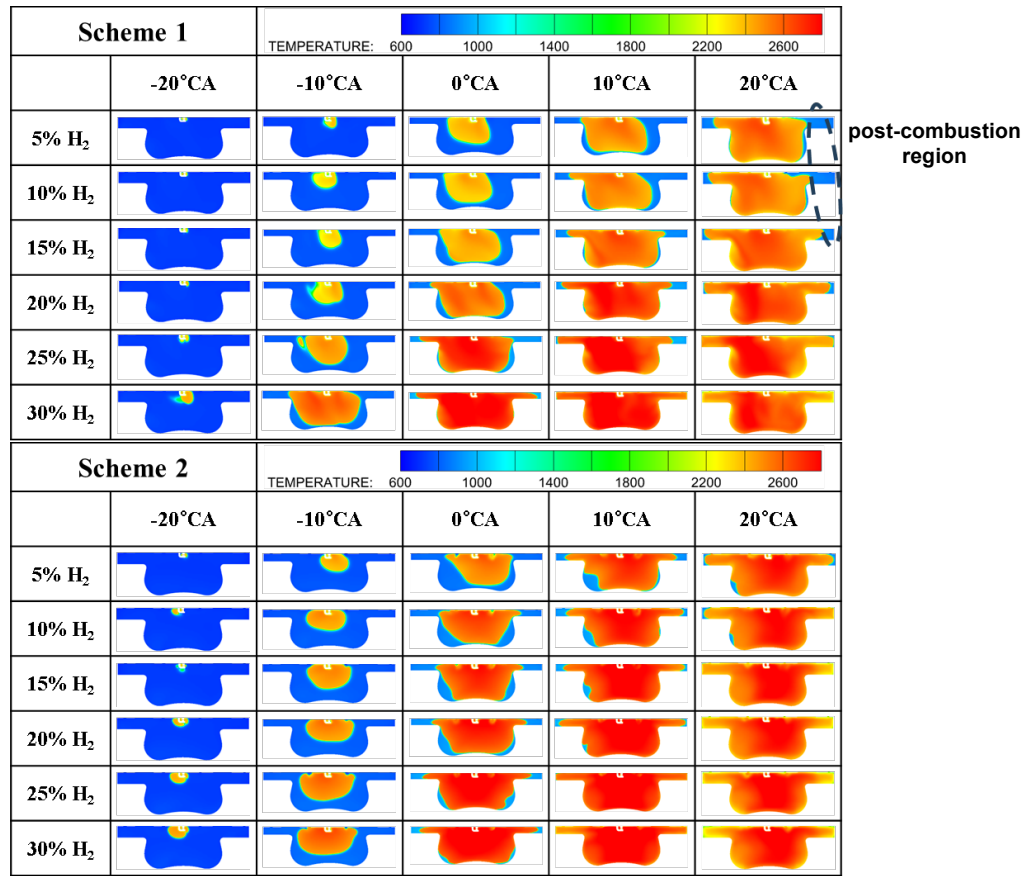 Scheme 1
TEMPERATURE: 600 1000 1400 1800 2200 2600
-20°CA -10°CA 0°CA 10°CA 20°CA
5% H₂
post-combustion
region
10% H₂
15% H₂
20% H₂
25% H₂
30% H₂
Scheme 2
TEMPERATURE: 600 1000 1400 1800 2200 2600
-20°CA -10°CA 0°CA 10°CA 20°CA
5% H₂
10% H₂
15% H₂
20% H₂
25% H₂
30% H₂